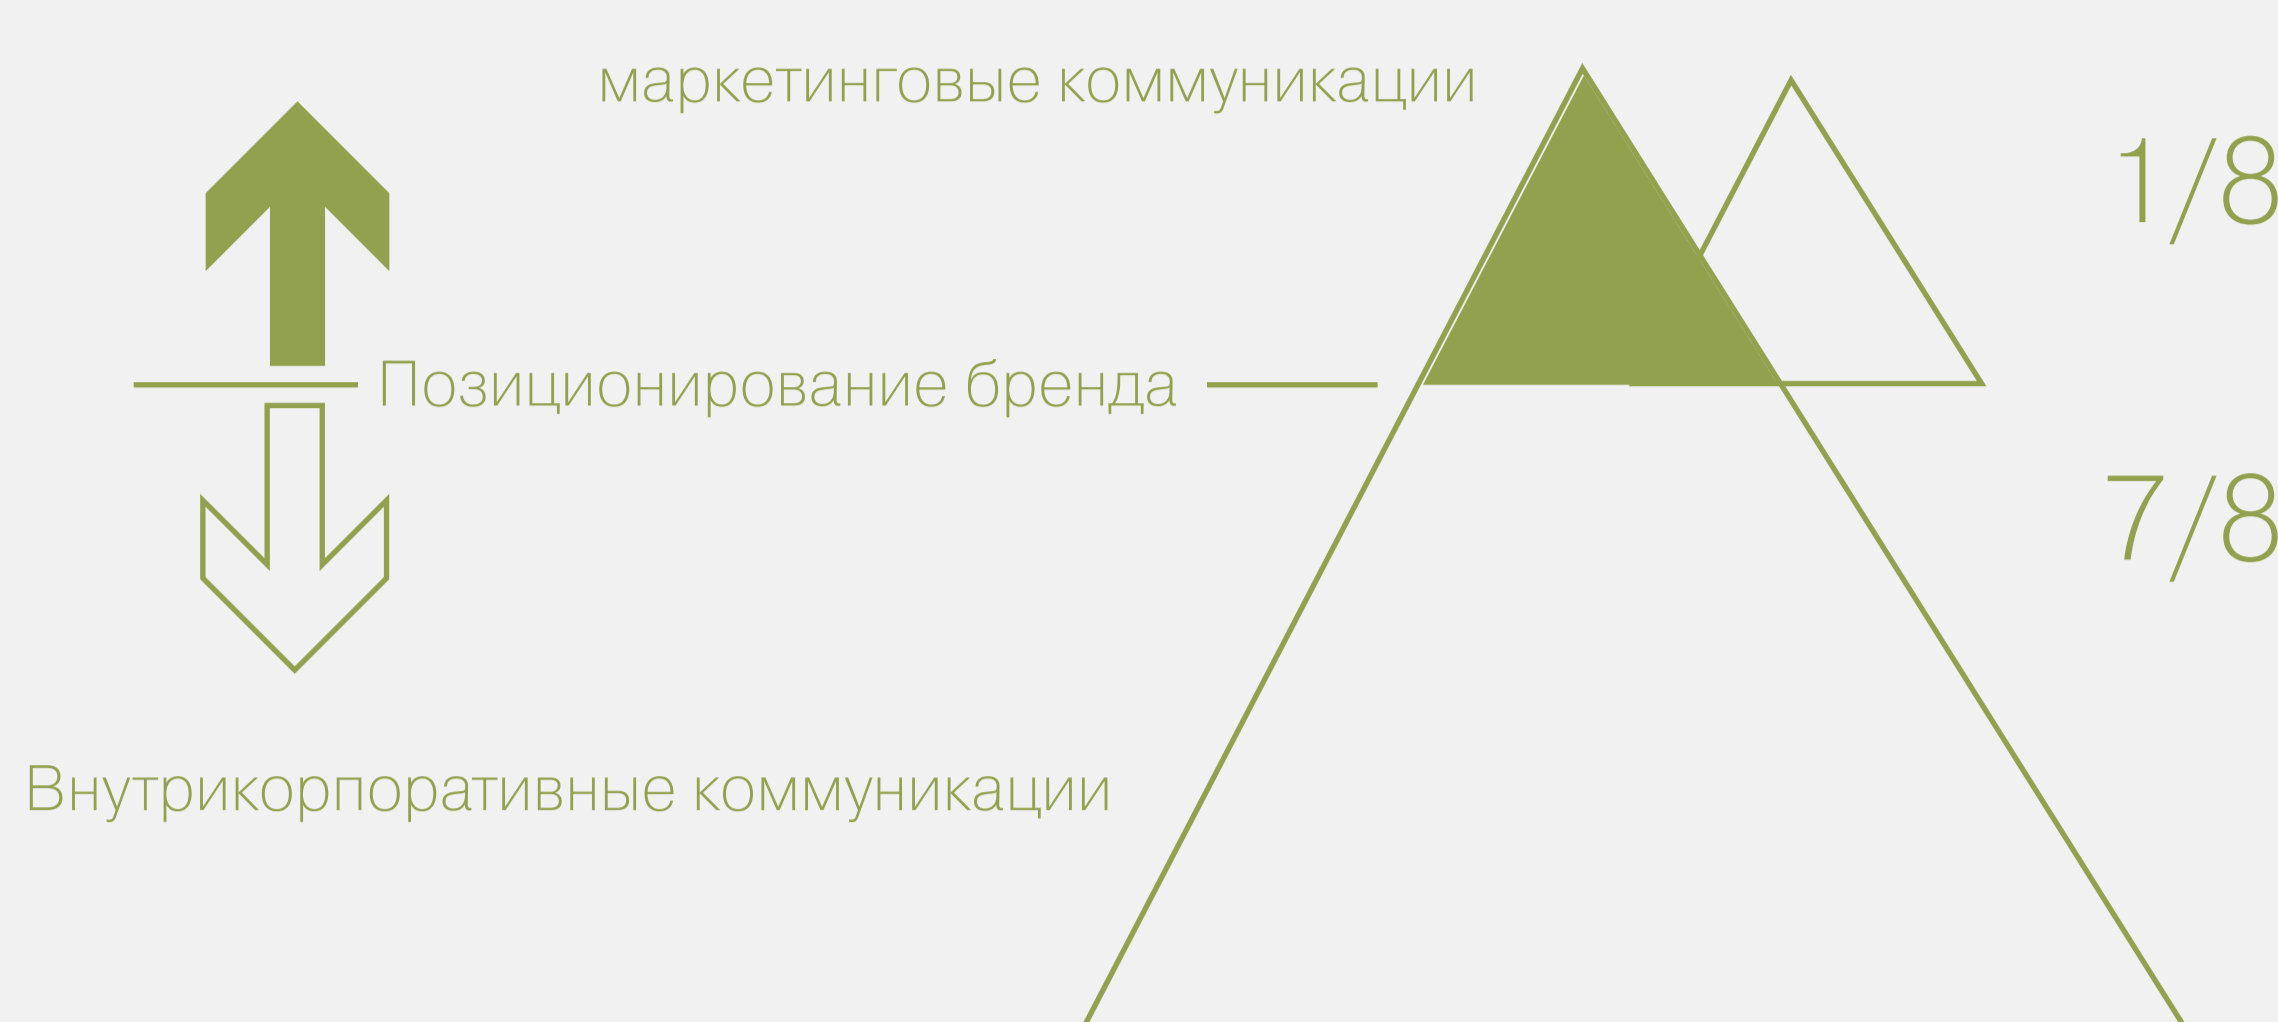 маркетинговые коммуникации
1/8
Позиционирование бренда
7/8
Внутрикорпоративные коммуникации